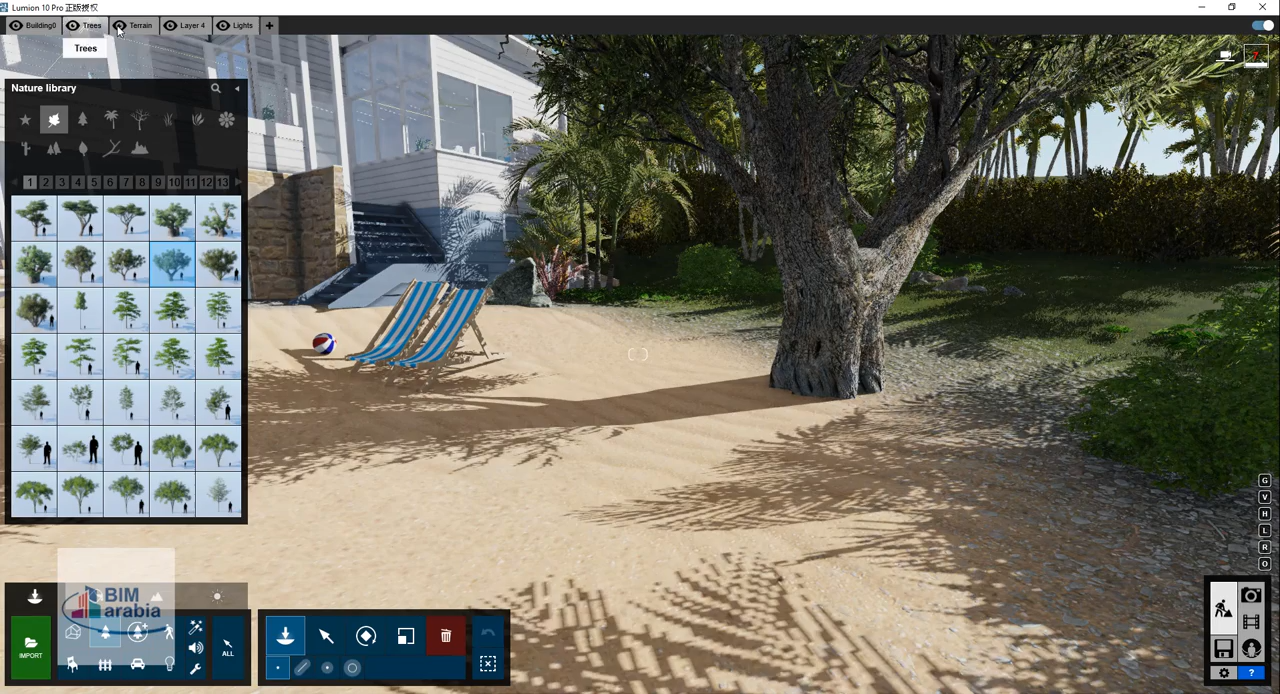 Lumion 10 Pro 正版授权
Building0 Trees Terrain Layer 4 Lights +
Trees
Nature library
1 2 3 4 5 6 7 8 9 10 11 12 13
G
V
H
L
R
O
BIM
arabia
IMPORT
ALL
?